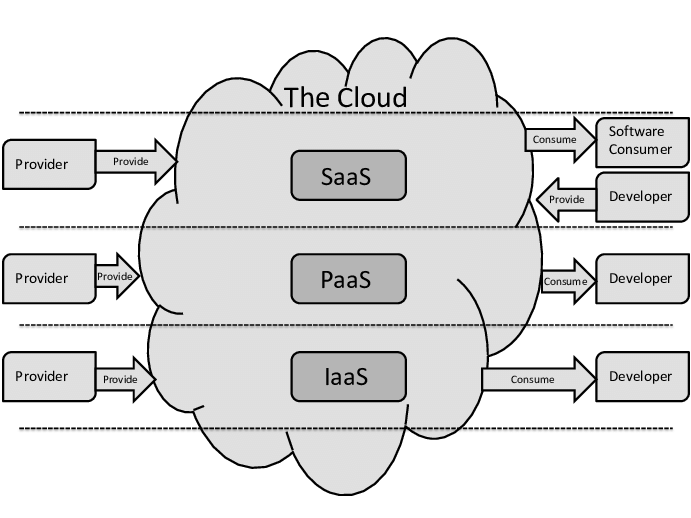 The Cloud
Provider
Provide
SaaS
Consume
Software
Consumer
Provide
Developer
Provider
Provide
PaaS
Consume
Developer
Provider
Provide
IaaS
Consume
Developer